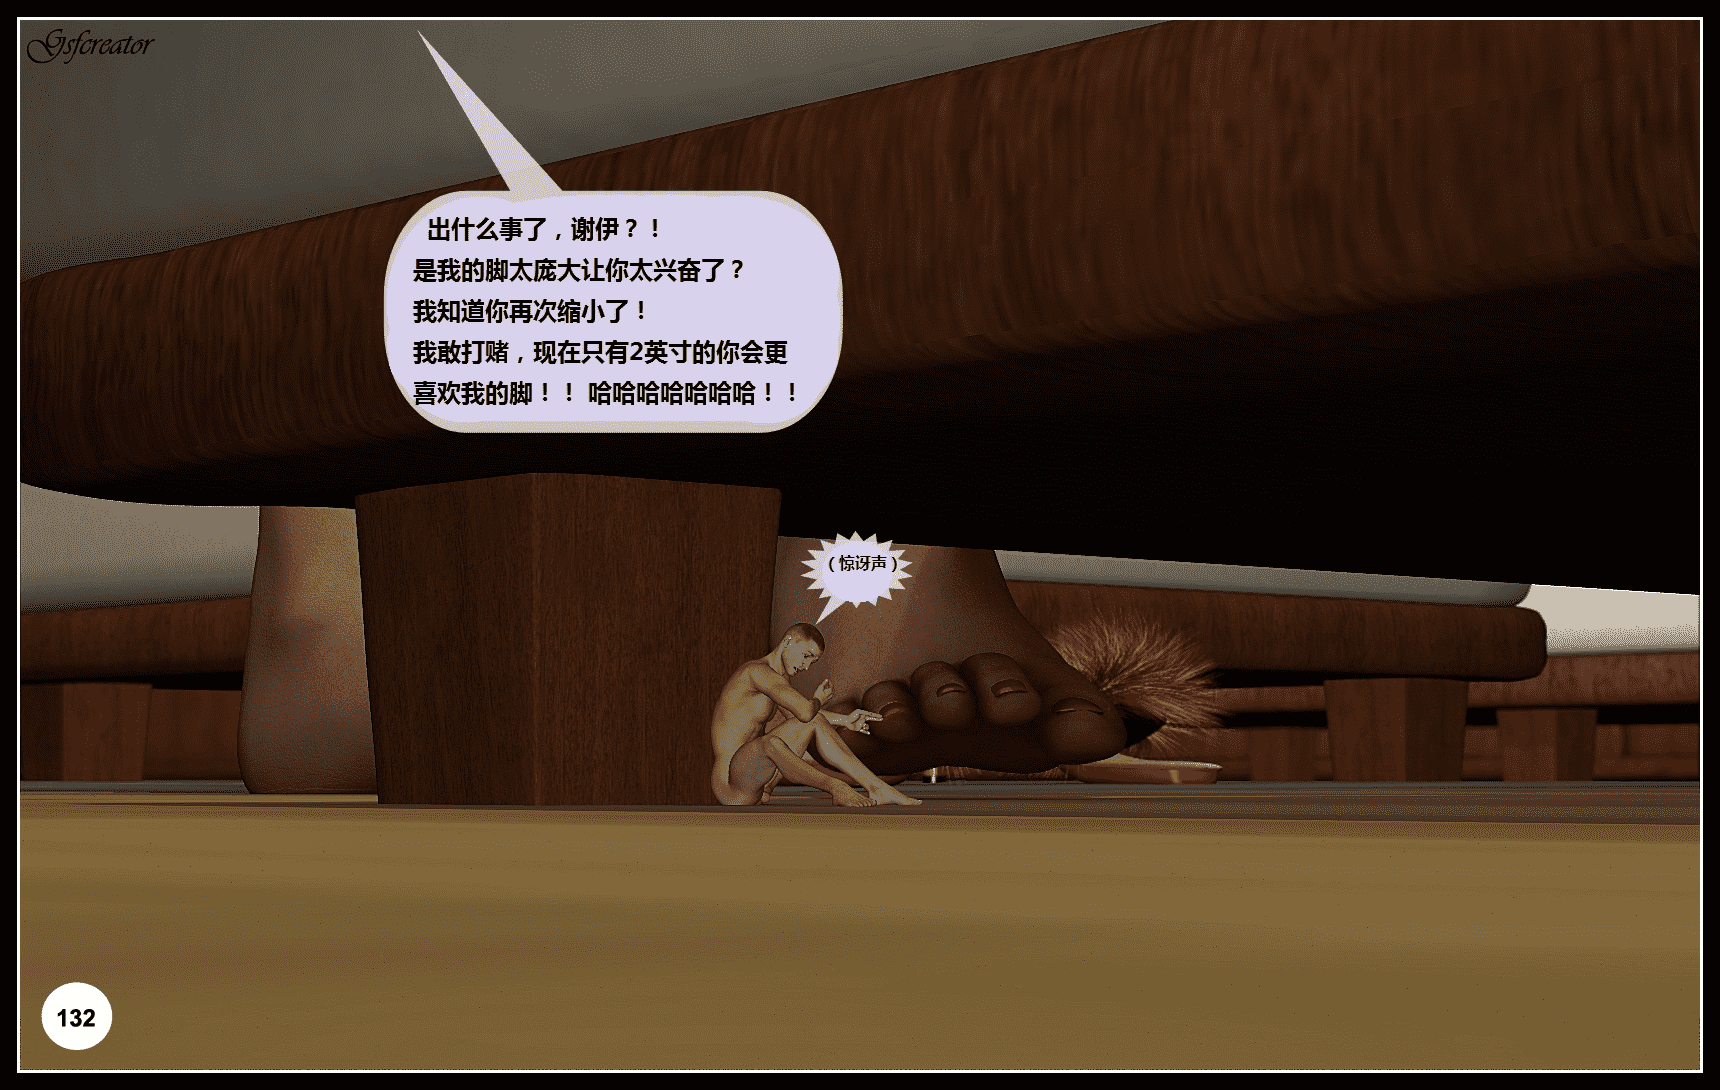 Gsfcreator
出什么事了，谢伊？！
是我的脚太庞大让你太兴奋了？
我知道你再次缩小了！
我敢打赌，现在只有2英寸的你会更
喜欢我的脚！！ 哈哈哈哈哈哈哈！！
（惊讶声）
132